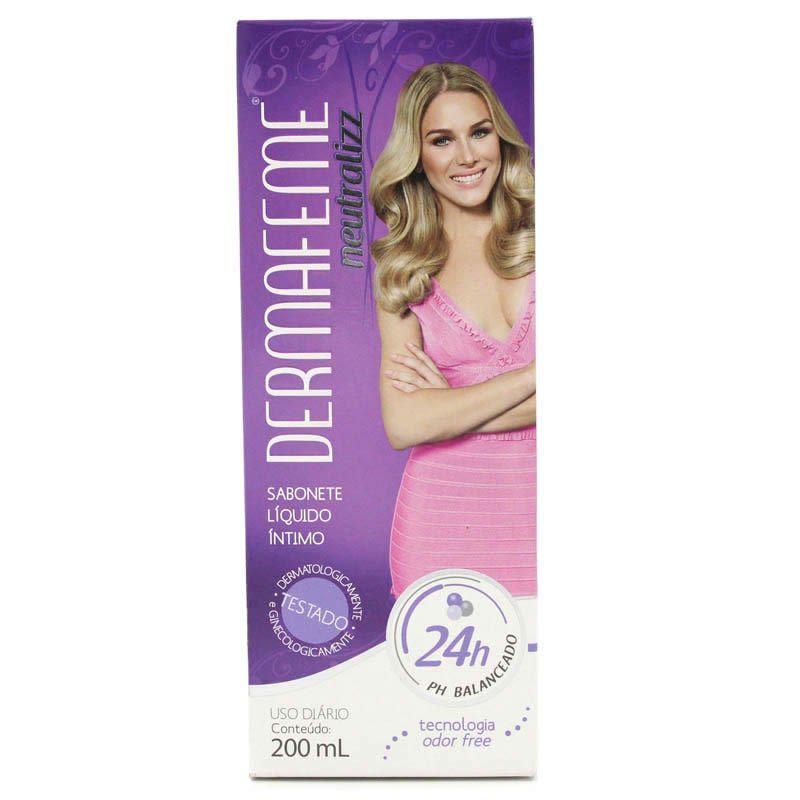 DERMAFEME®
neutralizz
SABONETE
LÍQUIDO
ÍNTIMO
DERMATOLOGICAMENTE
e GINECOLOGICAMENTE
TESTADO
24h
PH BALANCEADO
USO DIÁRIO
Conteúdo:
200 mL
tecnologia
odor free